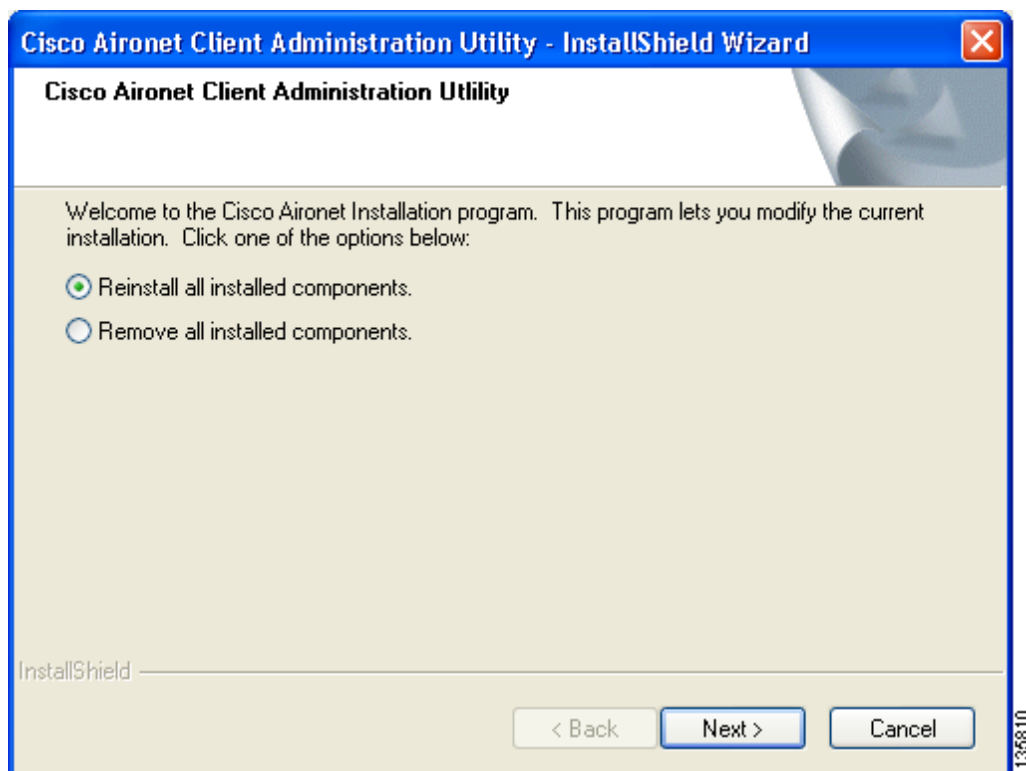 Cisco Aironet Client Administration Utility - InstallShield Wizard
Cisco Aironet Client Administration Utlility
Welcome to the Cisco Aironet Installation program. This program lets you modify the current
installation. Click one of the options below:
Reinstall all installed components.
Remove all installed components.
InstallShield
< Back
Next >
Cancel
135810